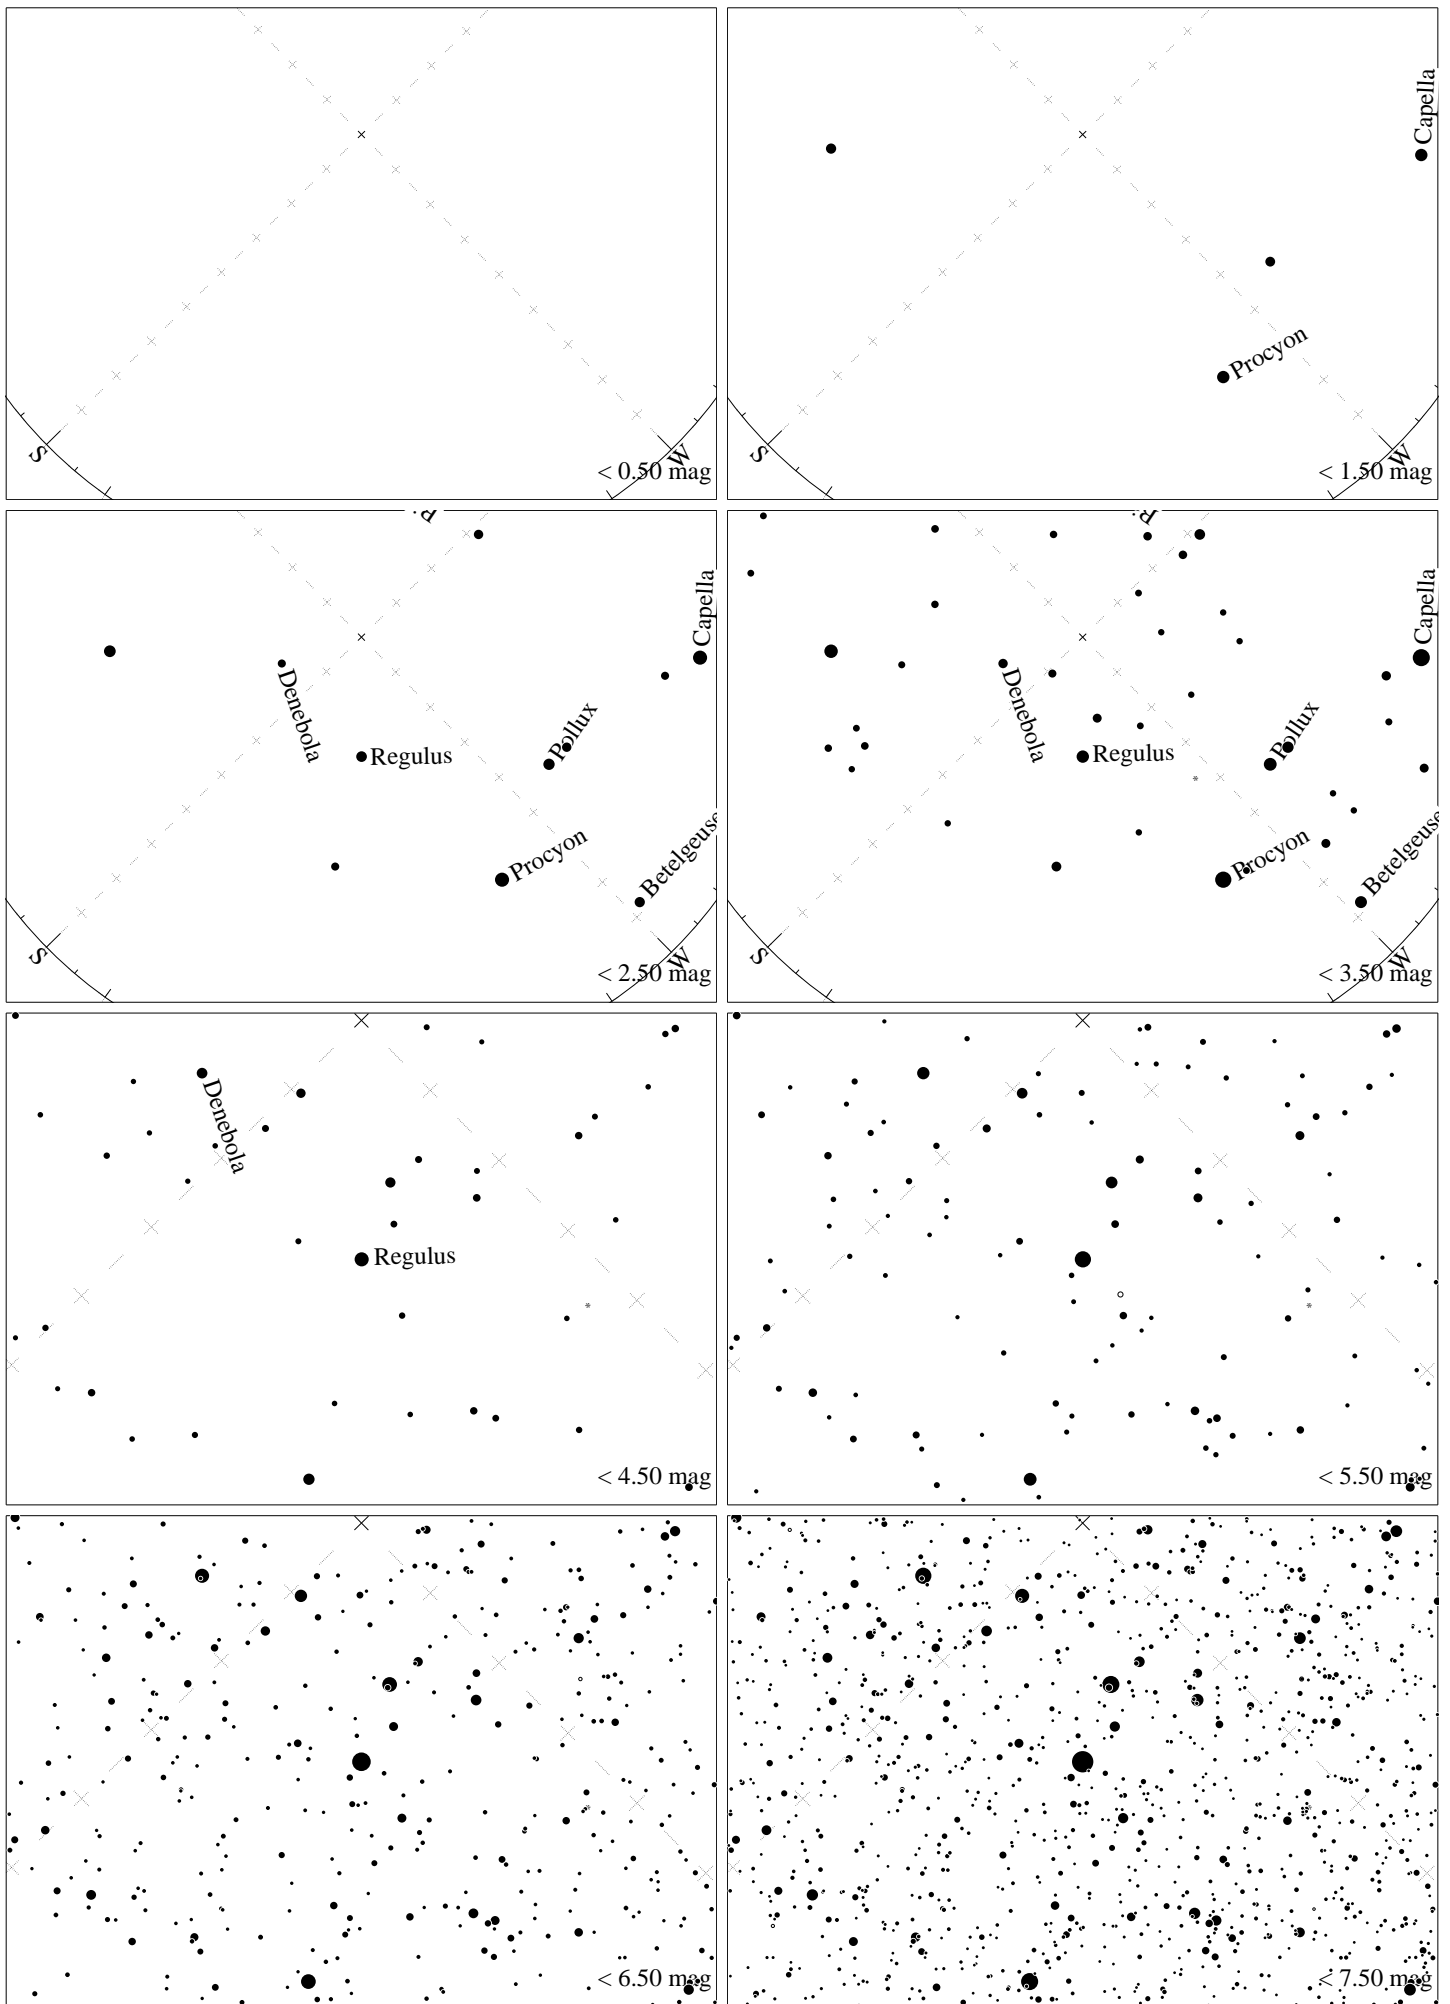 S
W
< 0.50 mag
Capella
Procyon
S
W
< 1.50 mag
Capella
Denebola
Pollux
Regulus
Procyon
Betelgeuse
S
W
< 2.50 mag
Capella
Denebola
Pollux
Regulus
Procyon
Betelgeuse
S
W
< 3.50 mag
Denebola
Regulus
< 4.50 mag
< 5.50 mag
< 6.50 mag
< 7.50 mag